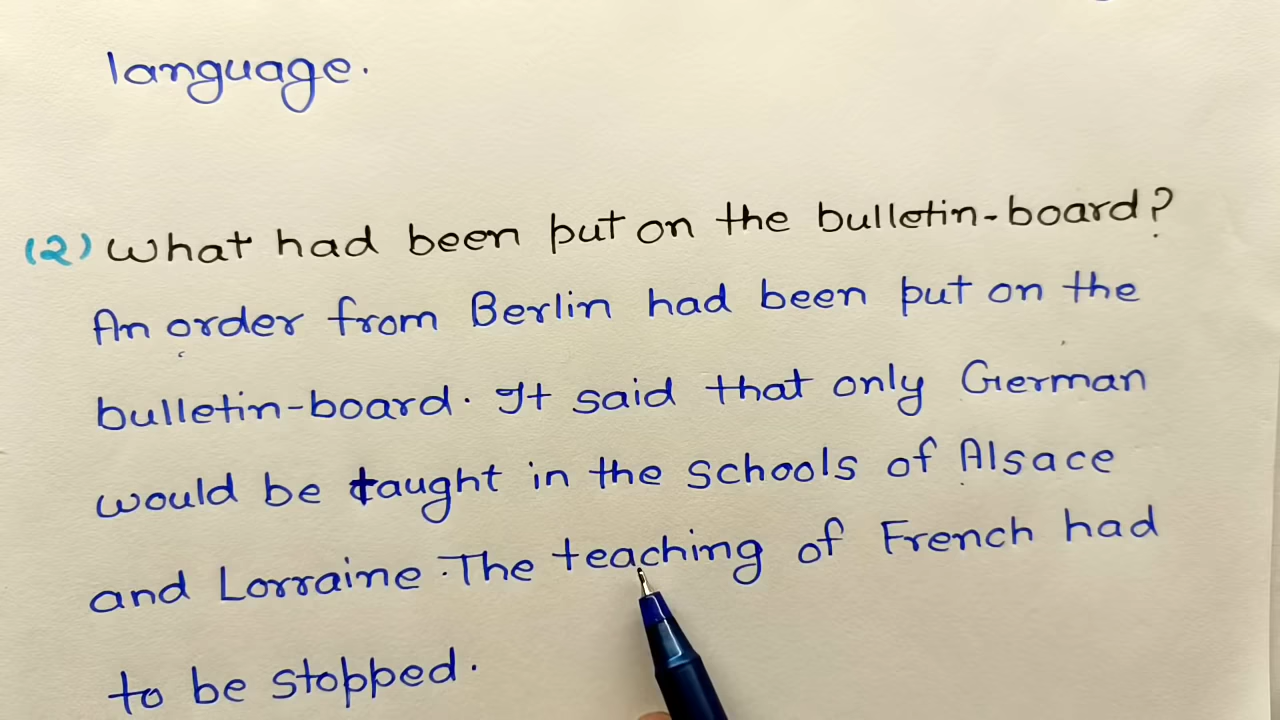 language.
(2) What had been put on the bulletin-board?
An order from Berlin had been put on the
bulletin-board. It said that only German
would be taught in the schools of Alsace
and Lorraine. The teaching of French had
to be stopped.